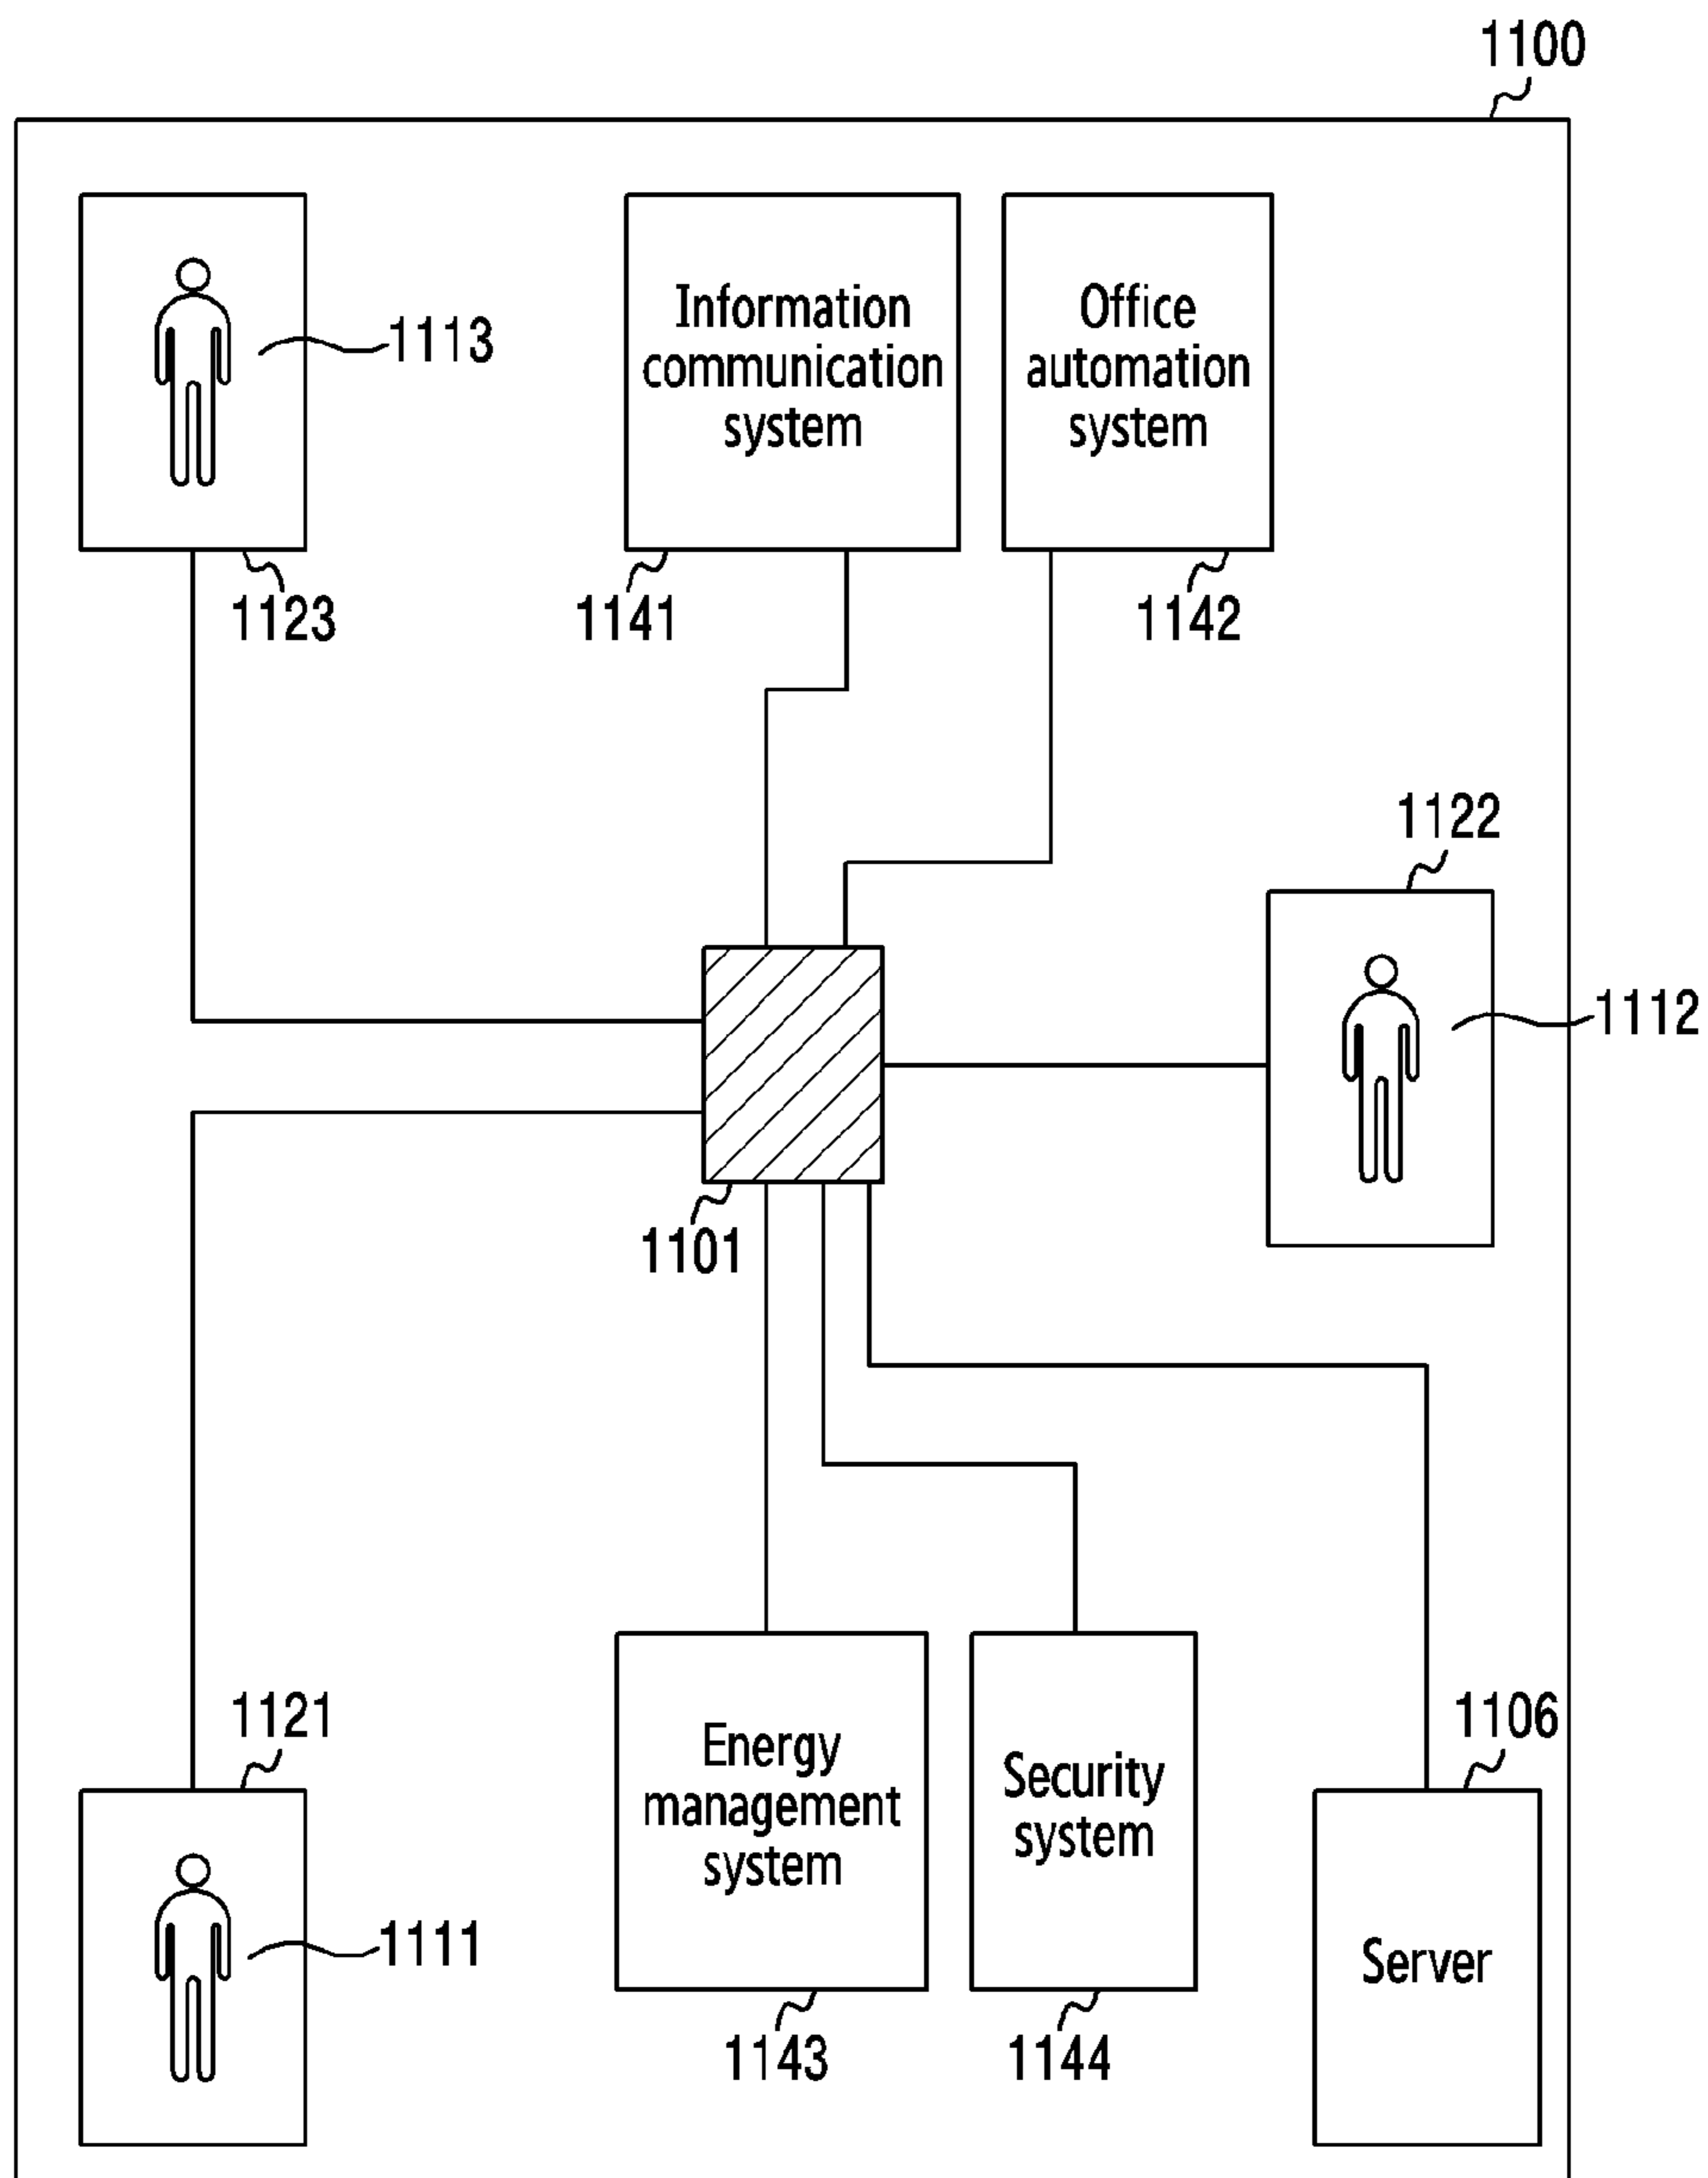 1100
Information
communication
system
Office
automation
system
1113
1123
1141
1142
1122
1112
1101
1121
1106
Energy
management
system
Security
system
1111
Server
1143
1144